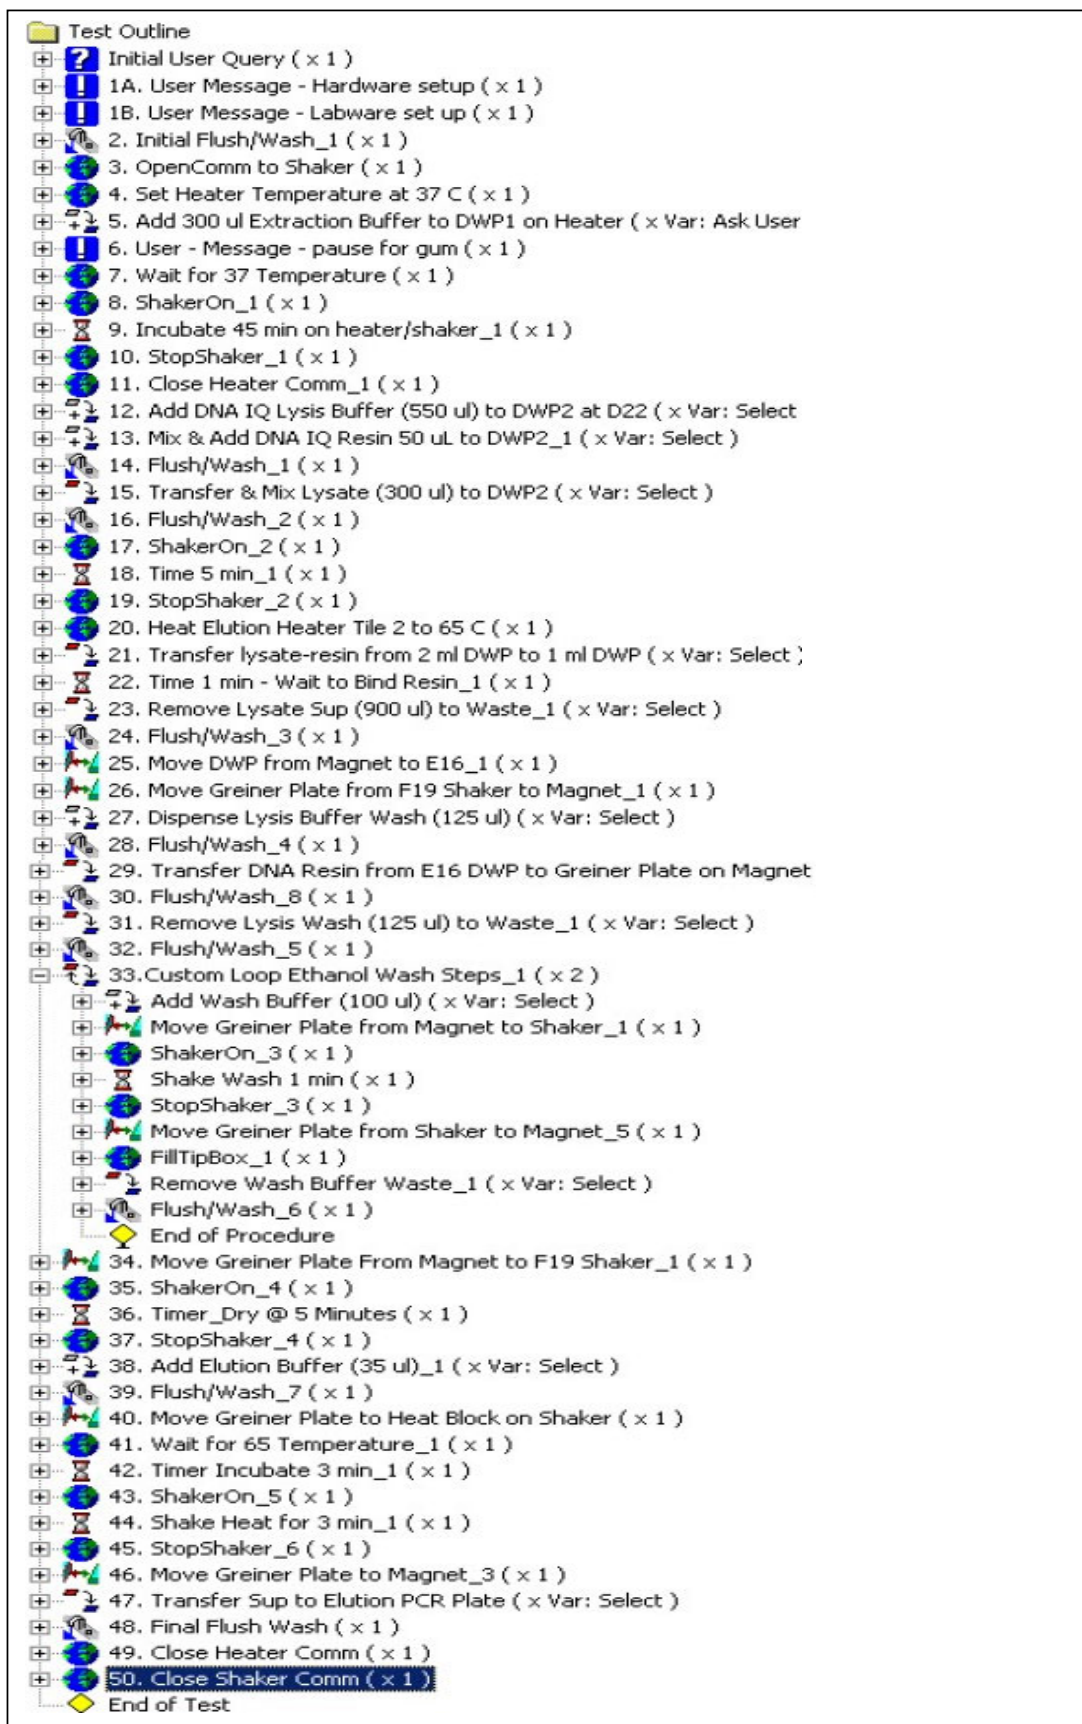 Test Outline
Initial User Query ( x 1 )
1A. User Message - Hardware setup ( x 1 )
1B. User Message - Labware set up ( x 1 )
2. Initial Flush/Wash_1 ( x 1 )
3. OpenComm to Shaker ( x 1 )
4. Set Heater Temperature at 37 C ( x 1 )
5. Add 300 ul Extraction Buffer to DWP1 on Heater ( x Var: Ask User
6. User - Message - pause for gum ( x 1 )
7. Wait for 37 Temperature ( x 1 )
8. ShakerOn_1 ( x 1 )
9. Incubate 45 min on heater/shaker_1 ( x 1 )
10. StopShaker_1 ( x 1 )
11. Close Heater Comm_1 ( x 1 )
12. Add DNA IQ Lysis Buffer (550 ul) to DWP2 at D22 ( x Var: Select
13. Mix & Add DNA IQ Resin 50 uL to DWP2_1 ( x Var: Select )
14. Flush/Wash_1 ( x 1 )
15. Transfer & Mix Lysate (300 ul) to DWP2 ( x Var: Select )
16. Flush/Wash_2 ( x 1 )
17. ShakerOn_2 ( x 1 )
18. Time 5 min_1 ( x 1 )
19. StopShaker_2 ( x 1 )
20. Heat Elution Heater Tile 2 to 65 C ( x 1 )
21. Transfer lysate-resin from 2 ml DWP to 1 ml DWP ( x Var: Select )
22. Time 1 min - Wait to Bind Resin_1 ( x 1 )
23. Remove Lysate Sup (900 ul) to Waste_1 ( x Var: Select )
24. Flush/Wash_3 ( x 1 )
25. Move DWP from Magnet to E16_1 ( x 1 )
26. Move Greiner Plate from F19 Shaker to Magnet_1 ( x 1 )
27. Dispense Lysis Buffer Wash (125 ul) ( x Var: Select )
28. Flush/Wash_4 ( x 1 )
29. Transfer DNA Resin from E16 DWP to Greiner Plate on Magnet
30. Flush/Wash_8 ( x 1 )
31. Remove Lysis Wash (125 ul) to Waste_1 ( x Var: Select )
32. Flush/Wash_5 ( x 1 )
33.Custom Loop Ethanol Wash Steps_1 ( x 2 )
Add Wash Buffer (100 ul) ( x Var: Select )
Move Greiner Plate from Magnet to Shaker_1 ( x 1 )
ShakerOn_3 ( x 1 )
Shake Wash 1 min ( x 1 )
StopShaker_3 ( x 1 )
Move Greiner Plate from Shaker to Magnet_5 ( x 1 )
FillTipBox_1 ( x 1 )
Remove Wash Buffer Waste_1 ( x Var: Select )
Flush/Wash_6 ( x 1 )
End of Procedure
34. Move Greiner Plate From Magnet to F19 Shaker_1 ( x 1 )
35. ShakerOn_4 ( x 1 )
36. Timer_Dry @ 5 Minutes ( x 1 )
37. StopShaker_4 ( x 1 )
38. Add Elution Buffer (35 ul)_1 ( x Var: Select )
39. Flush/Wash_7 ( x 1 )
40. Move Greiner Plate to Heat Block on Shaker ( x 1 )
41. Wait for 65 Temperature_1 ( x 1 )
42. Timer Incubate 3 min_1 ( x 1 )
43. ShakerOn_5 ( x 1 )
44. Shake Heat for 3 min_1 ( x 1 )
45. StopShaker_6 ( x 1 )
46. Move Greiner Plate to Magnet_3 ( x 1 )
47. Transfer Sup to Elution PCR Plate ( x Var: Select )
48. Final Flush Wash ( x 1 )
49. Close Heater Comm ( x 1 )
50. Close Shaker Comm ( x 1 )
End of Test